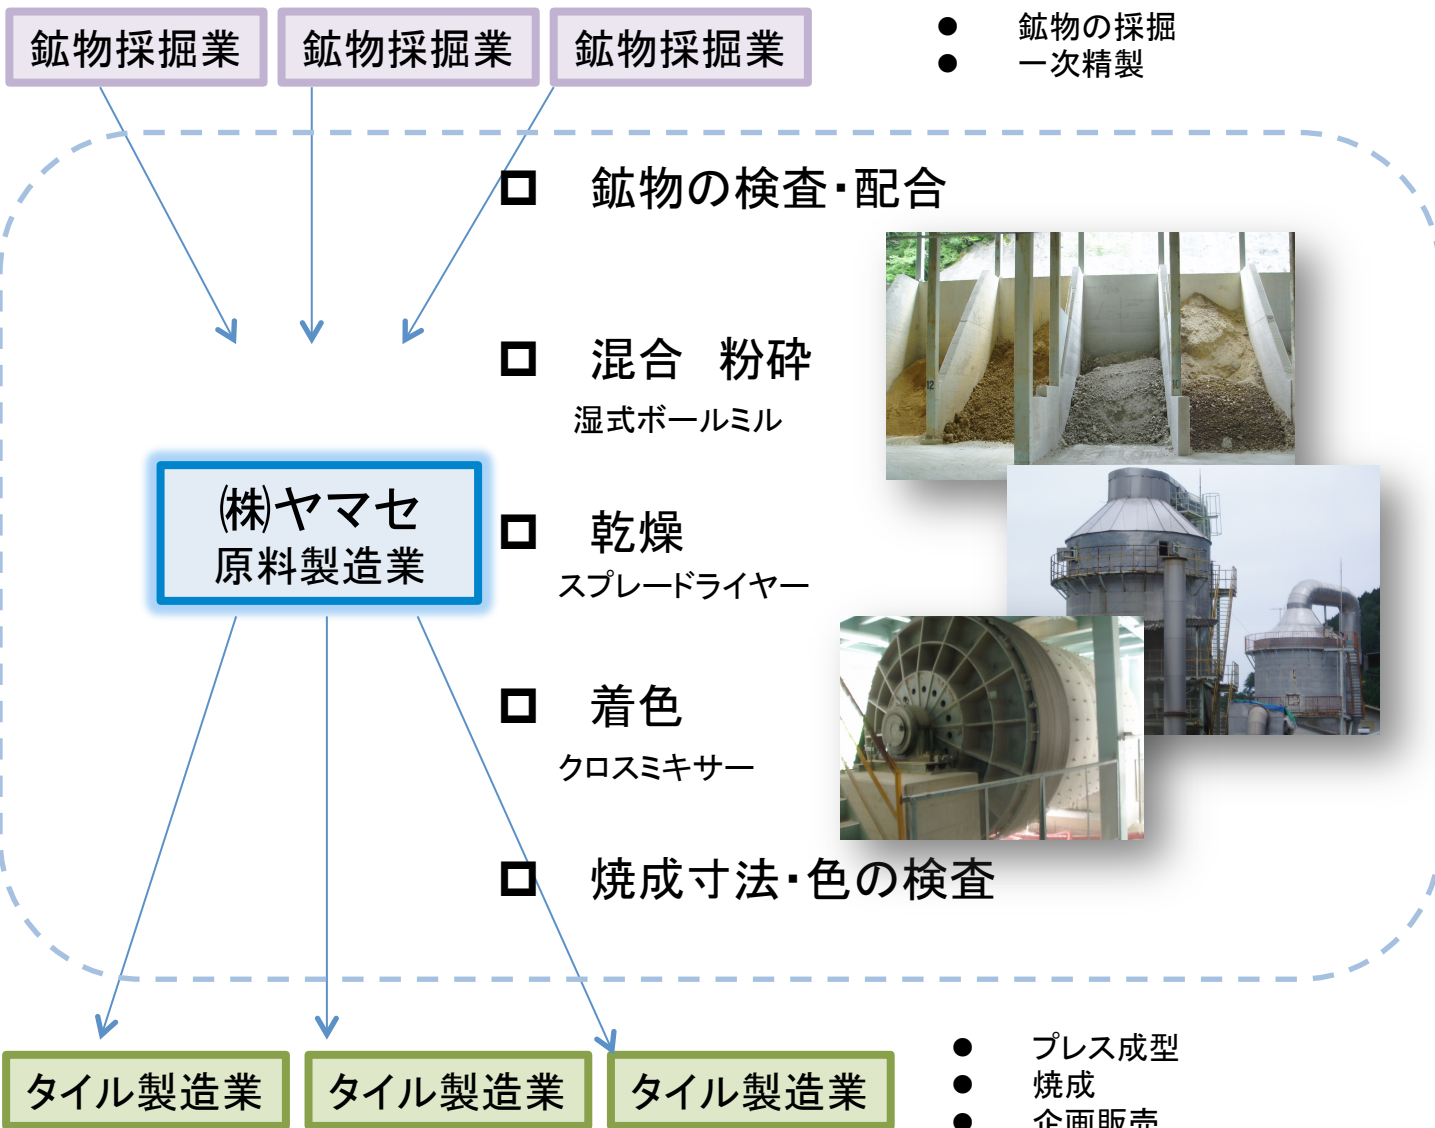 鉱物採掘業
鉱物採掘業
鉱物採掘業
● 鉱物の採掘
● 一次精製
鉱物の検査・配合
混合　粉砕
湿式ボールミル
㈱ヤマセ
原料製造業
乾燥
スプレードライヤー
着色
クロスミキサー
焼成寸法・色の検査
12
タイル製造業
タイル製造業
タイル製造業
● プレス成型
● 焼成
● 企画販売